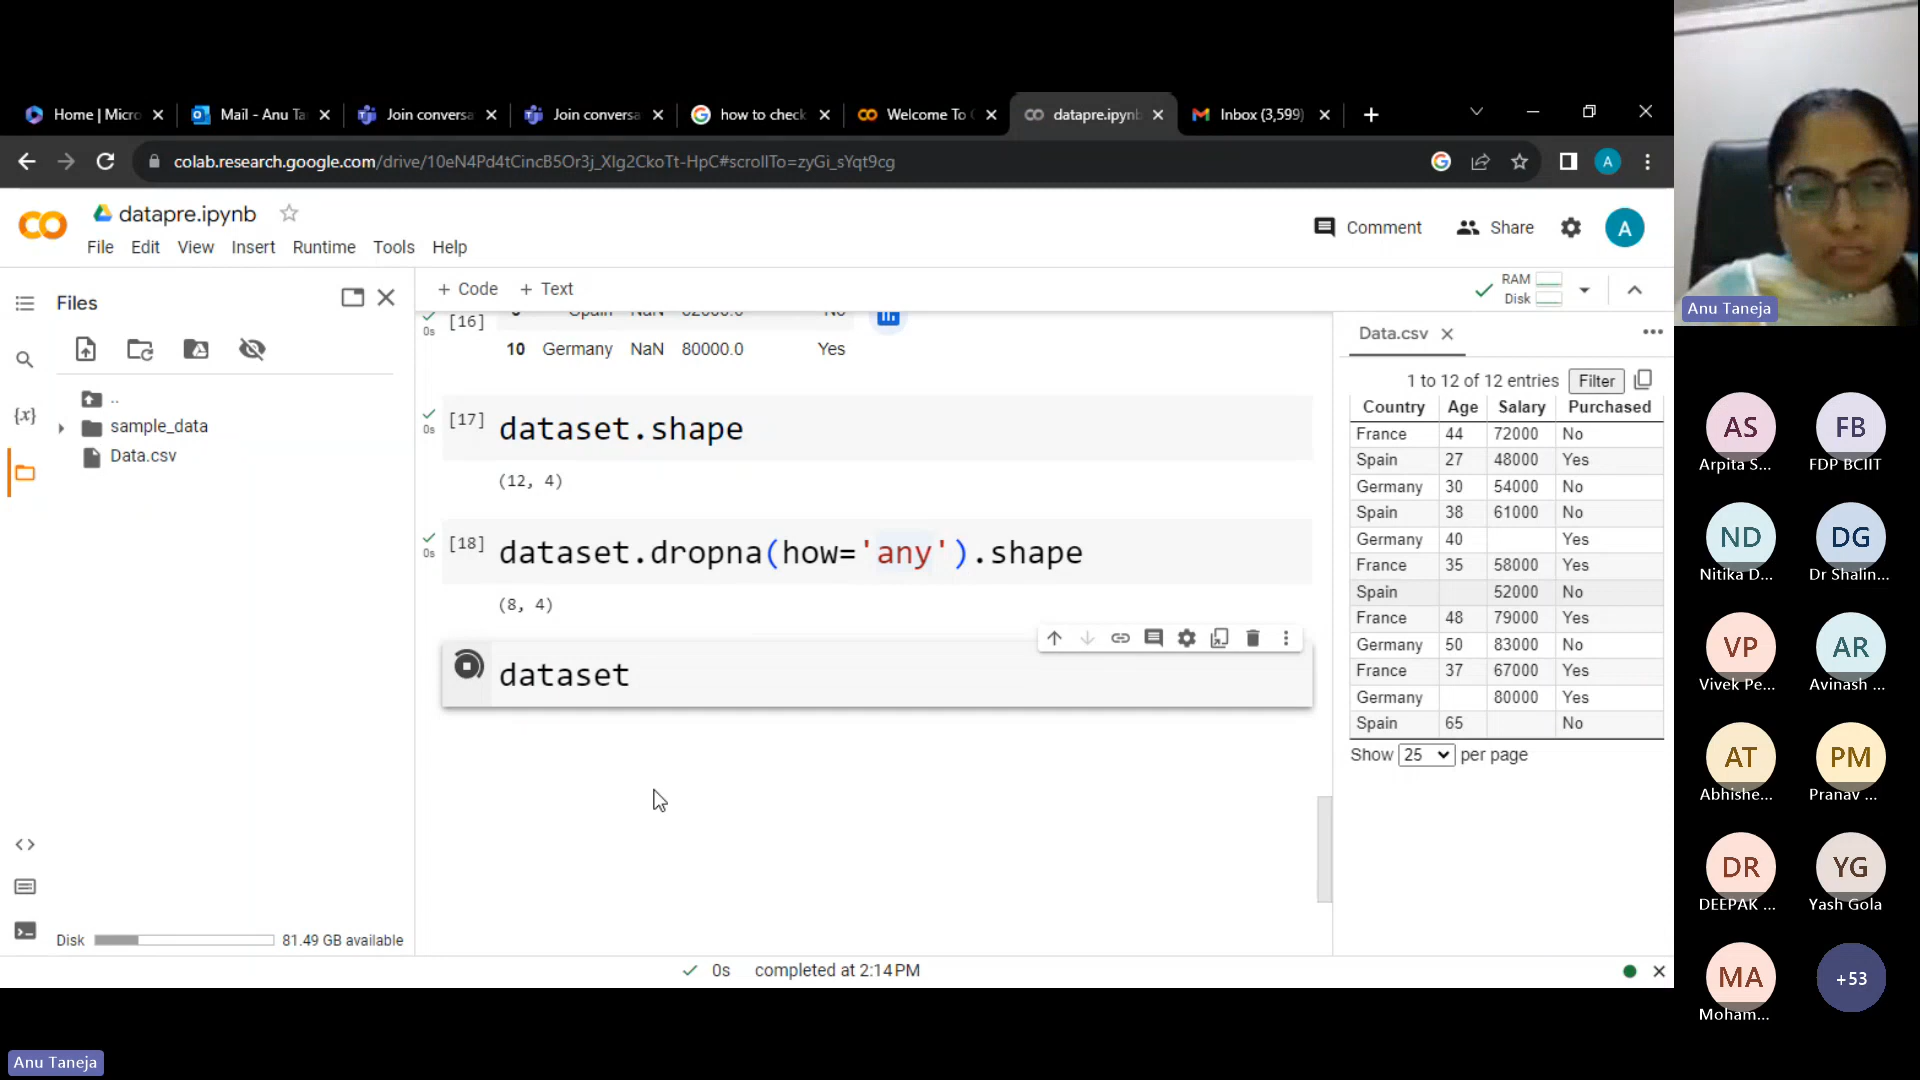 Home | Micro
Mail - Anu Ta
Join conversa
Join conversa
how to check
Welcome To C
datapre.ipynb
Inbox (3,599)
colab.research.google.com/drive/10eN4Pd4tCincB5Or3j_XIg2CkoTt-HpC#scrollTo=zyGi_sYqt9cg
A
datapre.ipynb
File Edit View Insert Runtime Tools Help
Comment Share A
Files
+ Code + Text
RAM
Disk
..
sample_data
Data.csv
{x}
Disk 81.49 GB available
0s [16] Spain NaN No
10 Germany NaN 80000.0 Yes
0s [17] dataset.shape
(12, 4)
0s [18] dataset.dropna(how='any').shape
(8, 4)
dataset
0s completed at 2:14 PM
Data.csv
1 to 12 of 12 entries Filter
Country Age Salary Purchased
France 44 72000 No
Spain 27 48000 Yes
Germany 30 54000 No
Spain 38 61000 No
Germany 40 Yes
France 35 58000 Yes
Spain 52000 No
France 48 79000 Yes
Germany 50 83000 No
France 37 67000 Yes
Germany 80000 Yes
Spain 65 No
Show 25 per page
Anu Taneja
AS FB
Arpita S... FDP BCIIT
ND DG
Nitika D... Dr Shalin...
VP AR
Vivek Pe... Avinash ...
AT PM
Abhishe... Pranav ...
DR YG
DEEPAK ... Yash Gola
MA +53
Moham...
Anu Taneja